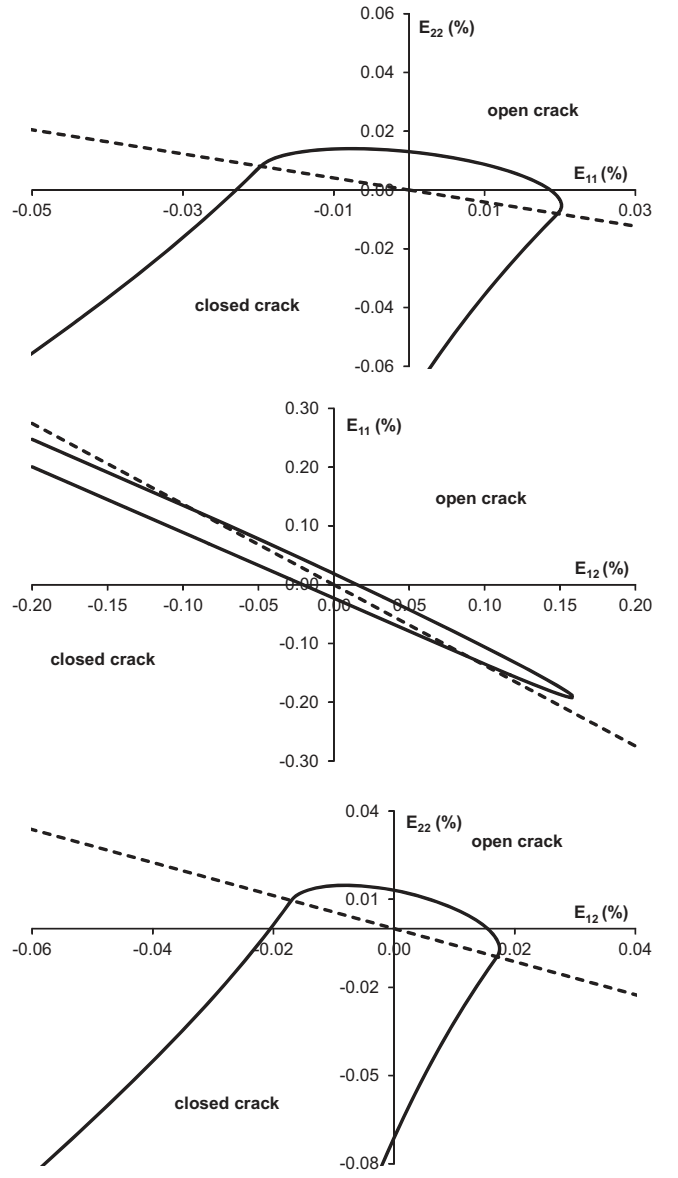 0.06
E22 (%)
0.04
open crack
0.02
E11 (%)
0.00
-0.05 -0.03 -0.01 0.01 0.03
-0.02
closed crack
-0.04
-0.06
0.30
E11 (%)
0.20
open crack
0.10
E12 (%)
0.00
-0.20 -0.15 -0.10 -0.05 0.00 0.05 0.10 0.15 0.20
-0.10
closed crack
-0.20
-0.30
0.04
E22 (%)
open crack
0.01
E12 (%)
-0.06 -0.04 -0.02 0.00 0.02 0.04
-0.02
-0.05
closed crack
-0.08